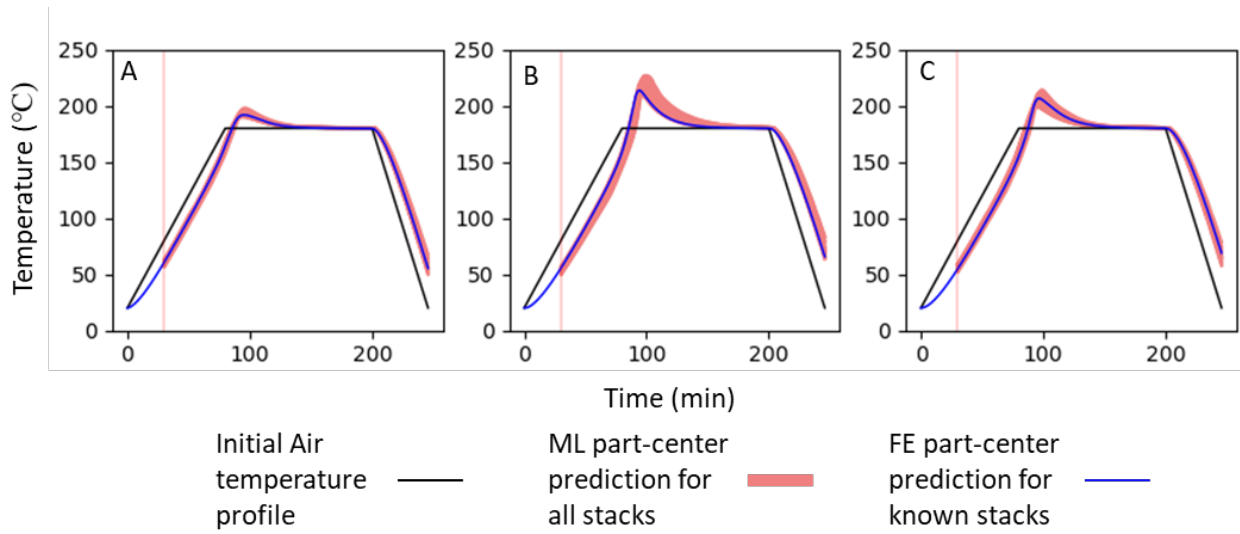 Temperature (°C)
250
200
150
100
50
0
A
0 100 200
250
200
150
100
50
0
B
0 100 200
250
200
150
100
50
0
C
0 100 200
Time (min)
Initial Air
temperature
profile
ML part-center
prediction for
all stacks
FE part-center
prediction for
known stacks